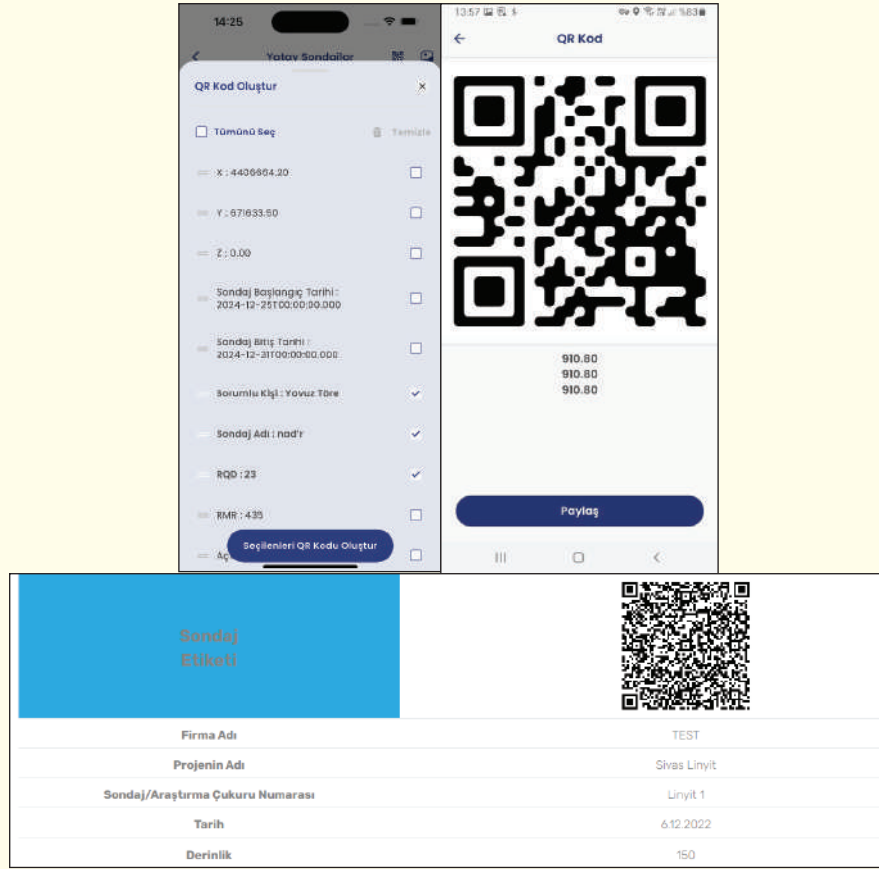 14:25
Yatay Sondajlar
QR Kod Oluştur
Tümünü Seç Temizle
X : 4406664.20
Y : 671633.50
Z : 0.00
Sondaj Başlangıç Tarihi :
2024-12-25T00:00:00.000
Sondaj Bitiş Tarihi :
2024-12-31T00:00:00.000
Sorumlu Kişi : Yavuz Töre
Sondaj Adı : nad'r
RQD : 23
RMR : 435
Seçilenleri QR Kodu Oluştur
13:57 %83
QR Kod
910.80
910.80
910.80
Paylaş
Sondaj
Etiketi
Firma Adı TEST
Projenin Adı Sivas Linyit
Sondaj/Araştırma Çukuru Numarası Linyit 1
Tarih 6.12.2022
Derinlik 150